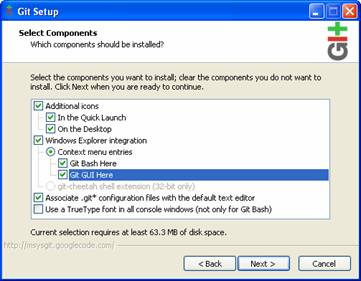 Git Setup
Select Components
Which components should be installed?
Select the components you want to install; clear the components you do not want to
install. Click Next when you are ready to continue.
Additional icons
In the Quick Launch
On the Desktop
Windows Explorer integration
Context menu entries
Git Bash Here
Git GUI Here
git-cheetah shell extension (32-bit only)
Associate .git* configuration files with the default text editor
Use a TrueType font in all console windows (not only for Git Bash)
Current selection requires at least 63.3 MB of disk space.
http://msysgit.googlecode.com/
< Back
Next >
Cancel
git